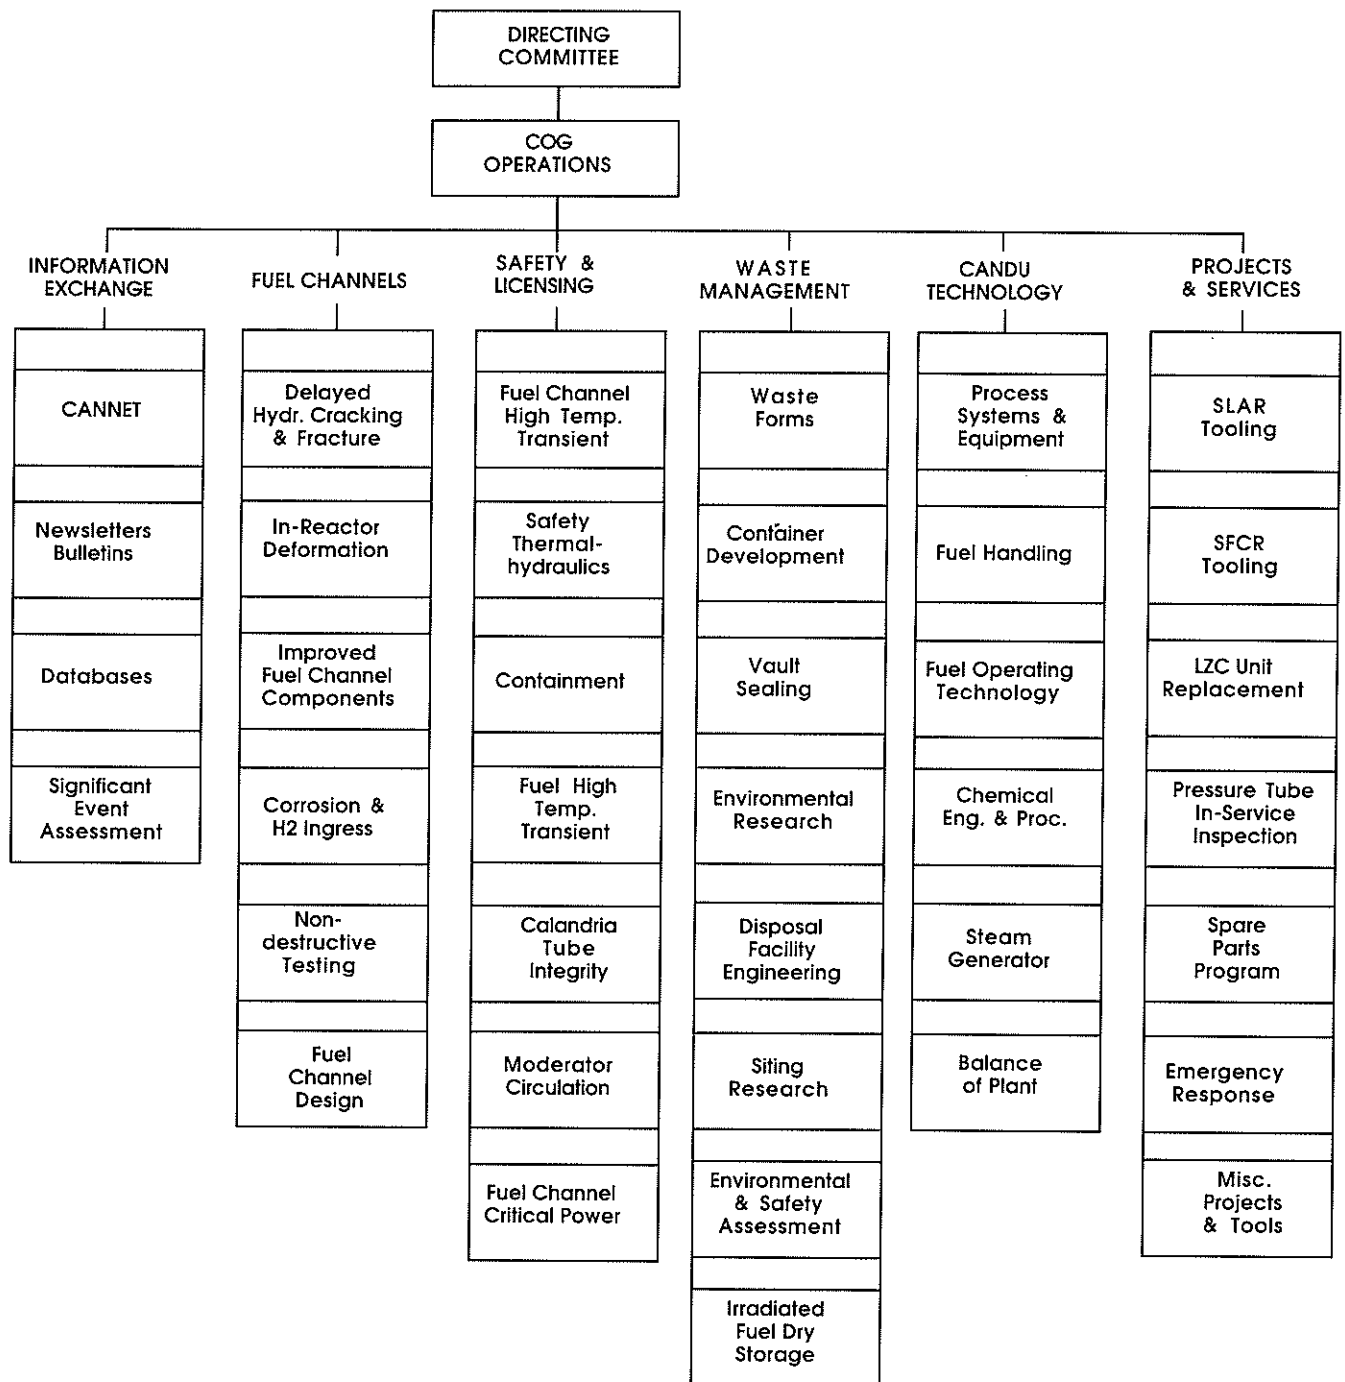 DIRECTING
COMMITTEE
COG
OPERATIONS
INFORMATION
EXCHANGE
CANNET
Newsletters
Bulletins
Databases
Significant
Event
Assessment
FUEL CHANNELS
Delayed
Hydr. Cracking
& Fracture
In-Reactor
Deformation
Improved
Fuel Channel
Components
Corrosion &
H2 Ingress
Non-
destructive
Testing
Fuel
Channel
Design
SAFETY &
LICENSING
Fuel Channel
High Temp.
Transient
Safety
Thermal-
hydraulics
Containment
Fuel High
Temp.
Transient
Calandria
Tube
Integrity
Moderator
Circulation
Fuel Channel
Critical Power
WASTE
MANAGEMENT
Waste
Forms
Container
Development
Vault
Sealing
Environmental
Research
Disposal
Facility
Engineering
Siting
Research
Environmental
& Safety
Assessment
Irradiated
Fuel Dry
Storage
CANDU
TECHNOLOGY
Process
Systems &
Equipment
Fuel Handling
Fuel Operating
Technology
Chemical
Eng. & Proc.
Steam
Generator
Balance
of Plant
PROJECTS
& SERVICES
SLAR
Tooling
SFCR
Tooling
LZC Unit
Replacement
Pressure Tube
In-Service
Inspection
Spare
Parts
Program
Emergency
Response
Misc.
Projects
& Tools